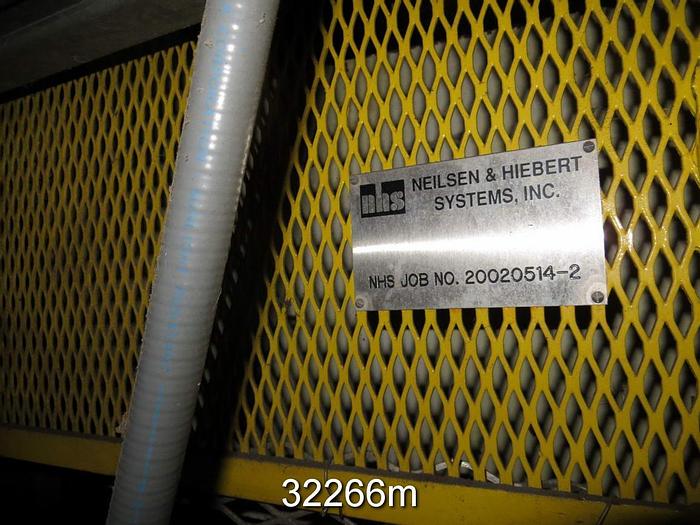 nhs
NEILSEN & HIEBERT
SYSTEMS, INC.
NHS JOB NO. 20020514-2
32266m